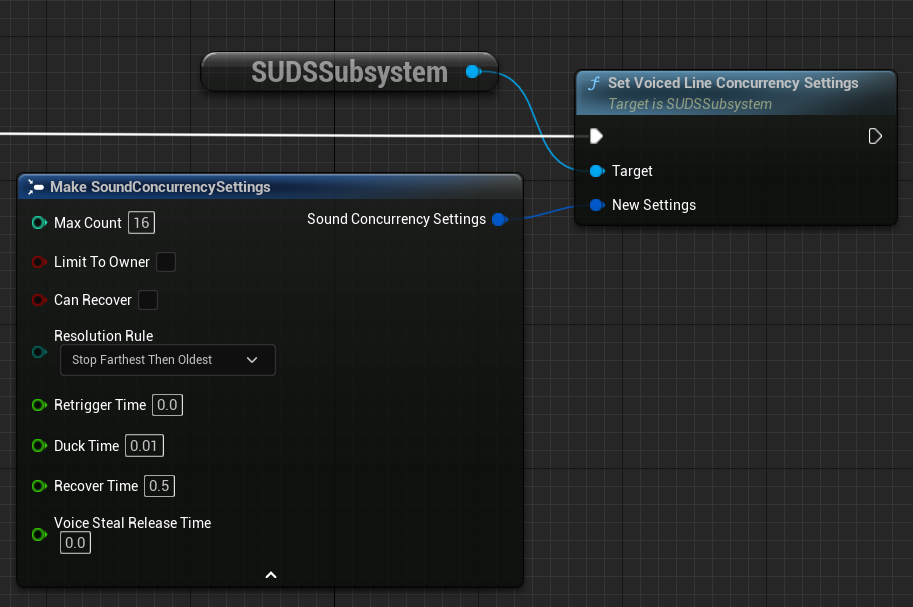 SUDSSubsystem
Set Voiced Line Concurrency Settings
Target is SUDSSubsystem
Target
New Settings
Make SoundConcurrencySettings
Max Count 16
Sound Concurrency Settings
Limit To Owner
Can Recover
Resolution Rule
Stop Farthest Then Oldest
Retrigger Time 0.0
Duck Time 0.01
Recover Time 0.5
Voice Steal Release Time
0.0